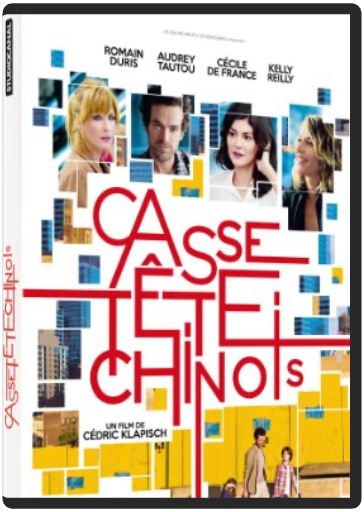 STUDIOCANAL
ROMAIN DURIS
AUDREY TAUTOU
CÉCILE DE FRANCE
KELLY REILLY
CASSE
TÊTE
CHINOIS
CASSE TÊTE CHINOIS
UN FILM DE
CÉDRIC KLAPISCH